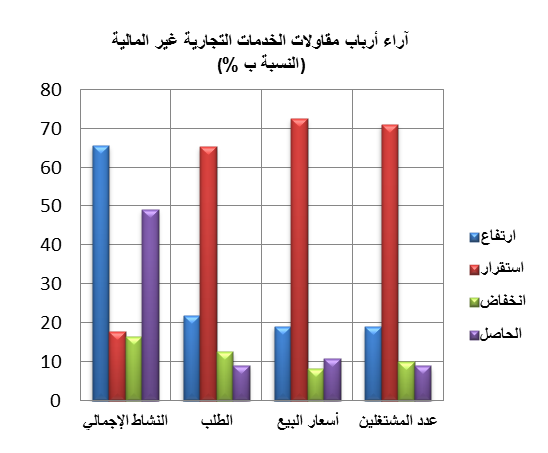 آراء أرباب مقاولات الخدمات التجارية غير المالية
(النسبة ب %)
80
70
60
50
40
30
20
10
0
النشاط الإجمالي
الطلب
أسعار البيع
عدد المشتغلين
ارتفاع
استقرار
انخفاض
الحاصل